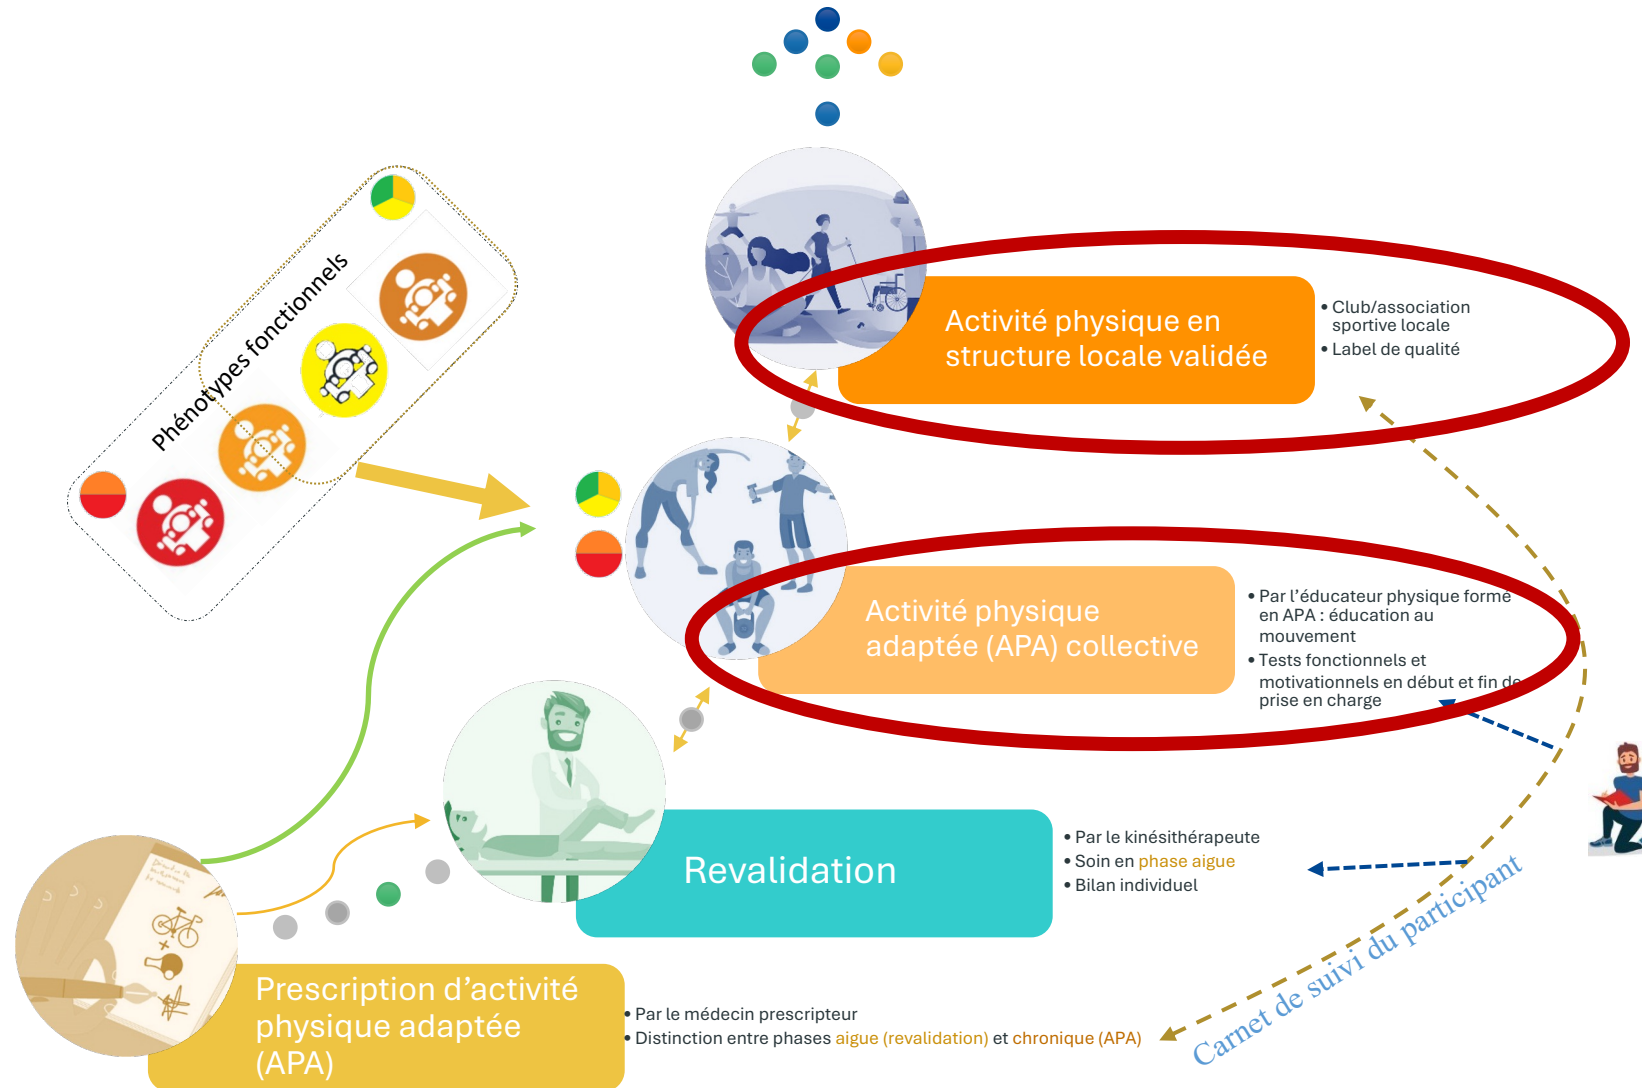 Phénotypes fonctionnels
Activité physique en
structure locale validée
• Club/association
sportive locale
• Label de qualité
Activité physique
adaptée (APA) collective
• Par l'éducateur physique formé
en APA : éducation au
mouvement
• Tests fonctionnels et
motivationnels en début et fin de
prise en charge
Revalidation
• Par le kinésithérapeute
• Soin en phase aigue
• Bilan individuel
Prescription d'activité
physique adaptée
(APA)
• Par le médecin prescripteur
• Distinction entre phases aigue (revalidation) et chronique (APA)
Carnet de suivi du participant